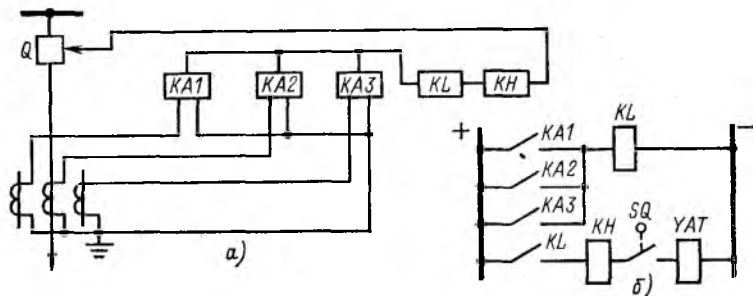 Q
KA1
KA2
KA3
KL
KH
а)
+
−
KA1
KA2
KA3
KL
KL
KH
SQ
YAT
б)